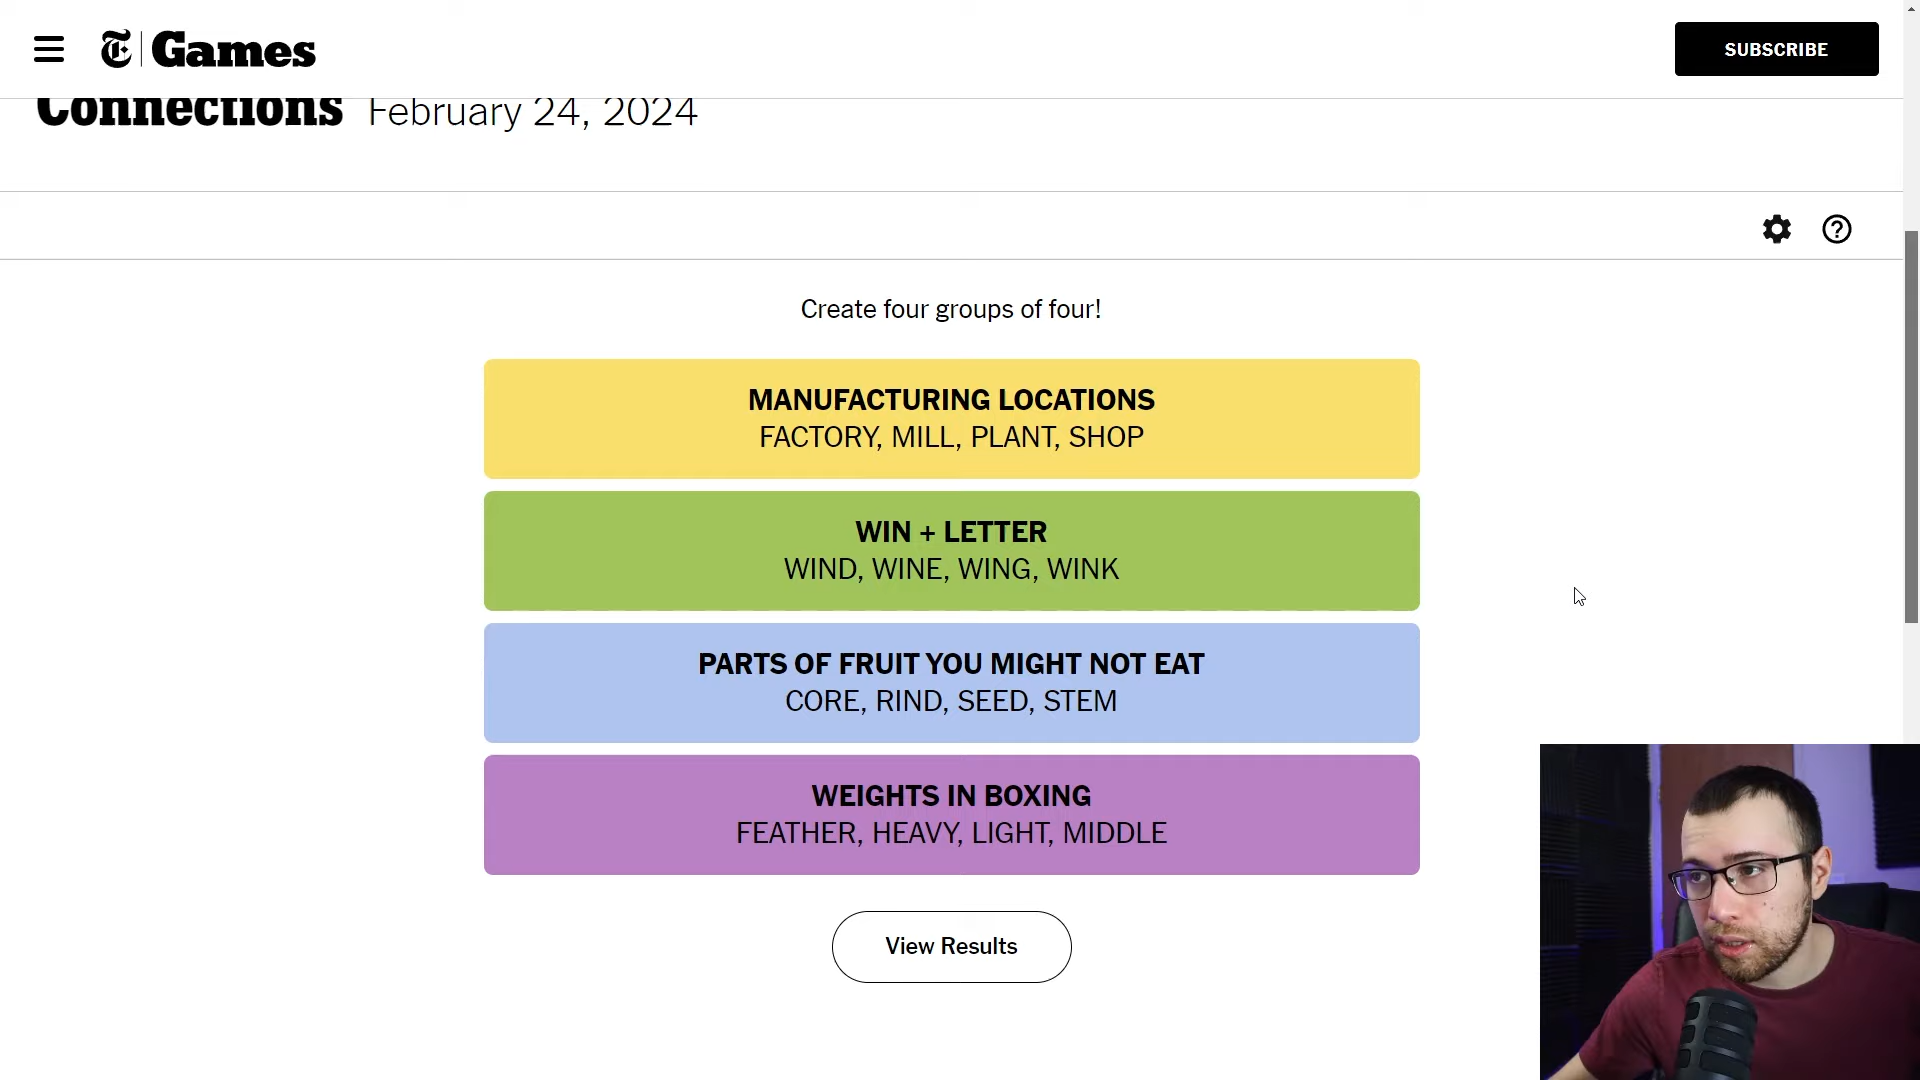 T Games
SUBSCRIBE
Connections February 24, 2024
Create four groups of four!
MANUFACTURING LOCATIONS
FACTORY, MILL, PLANT, SHOP
WIN + LETTER
WIND, WINE, WING, WINK
PARTS OF FRUIT YOU MIGHT NOT EAT
CORE, RIND, SEED, STEM
WEIGHTS IN BOXING
FEATHER, HEAVY, LIGHT, MIDDLE
View Results